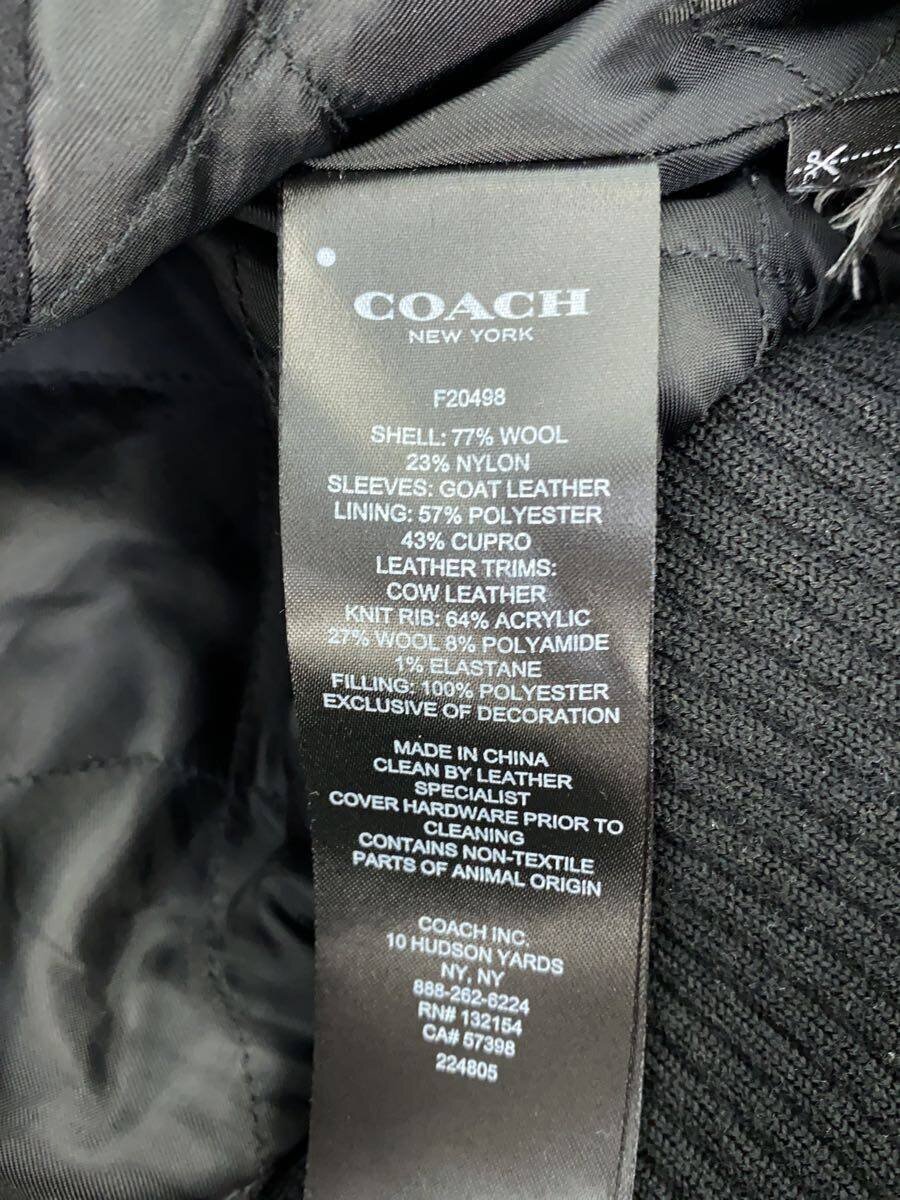 COACH
NEW YORK
F20498
SHELL: 77% WOOL
23% NYLON
SLEEVES: GOAT LEATHER
LINING: 57% POLYESTER
43% CUPRO
LEATHER TRIMS:
COW LEATHER
KNIT RIB: 64% ACRYLIC
27% WOOL 8% POLYAMIDE
1% ELASTANE
FILLING: 100% POLYESTER
EXCLUSIVE OF DECORATION
MADE IN CHINA
CLEAN BY LEATHER
SPECIALIST
COVER HARDWARE PRIOR TO
CLEANING
CONTAINS NON-TEXTILE
PARTS OF ANIMAL ORIGIN
COACH INC.
10 HUDSON YARDS
NY, NY
888-262-6224
RN# 132154
CA# 57398
224805